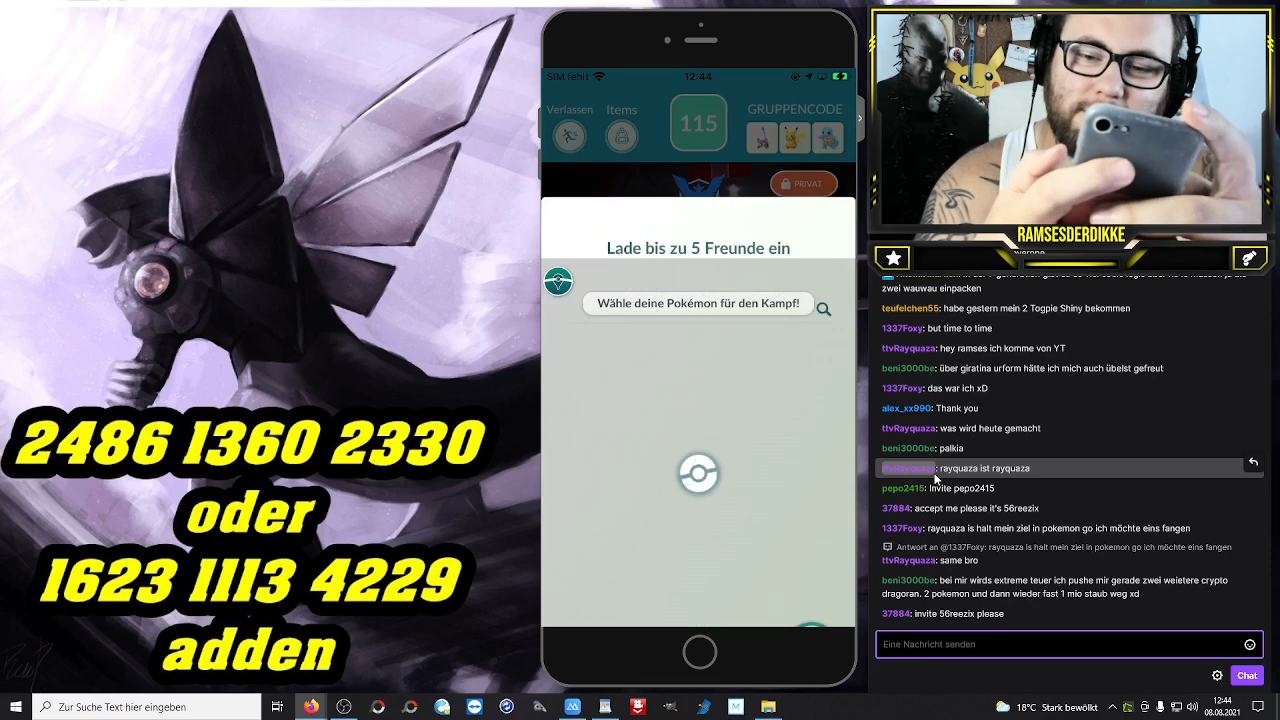 2486 1360 2330
oder
1623 1113 4229
adden
SIM fehlt
12:44
Verlassen
Items
115
GRUPPENCODE
PRIVAT
Lade bis zu 5 Freunde ein
Wähle deine Pokémon für den Kampf!
RAMSESDERDIKKE
zwei wauwau einpacken
teufelchen55: habe gestern mein 2 Togpie Shiny bekommen
1337Foxy: but time to time
ttvRayquaza: hey ramses ich komme von YT
beni3000be: über giratina urform hätte ich mich auch übelst gefreut
1337Foxy: das war ich xD
alex_xx990: Thank you
ttvRayquaza: was wird heute gemacht
beni3000be: palkia
ttvRayquaza: rayquaza ist rayquaza
pepo2415: Invite pepo2415
37884: accept me please it's 56reezix
1337Foxy: rayquaza is halt mein ziel in pokemon go ich möchte eins fangen
Antwort an @1337Foxy: rayquaza is halt mein ziel in pokemon go ich möchte eins fangen
ttvRayquaza: same bro
beni3000be: bei mir wirds extreme teuer ich pushe mir gerade zwei weietere crypto
dragoran. 2 pokemon und dann wieder fast 1 mio staub weg xd
37884: invite 56reezix please
Eine Nachricht senden
Chat
Zur Suche Text hier eingeben
18°C Stark bewölkt
12:44
08.08.2021